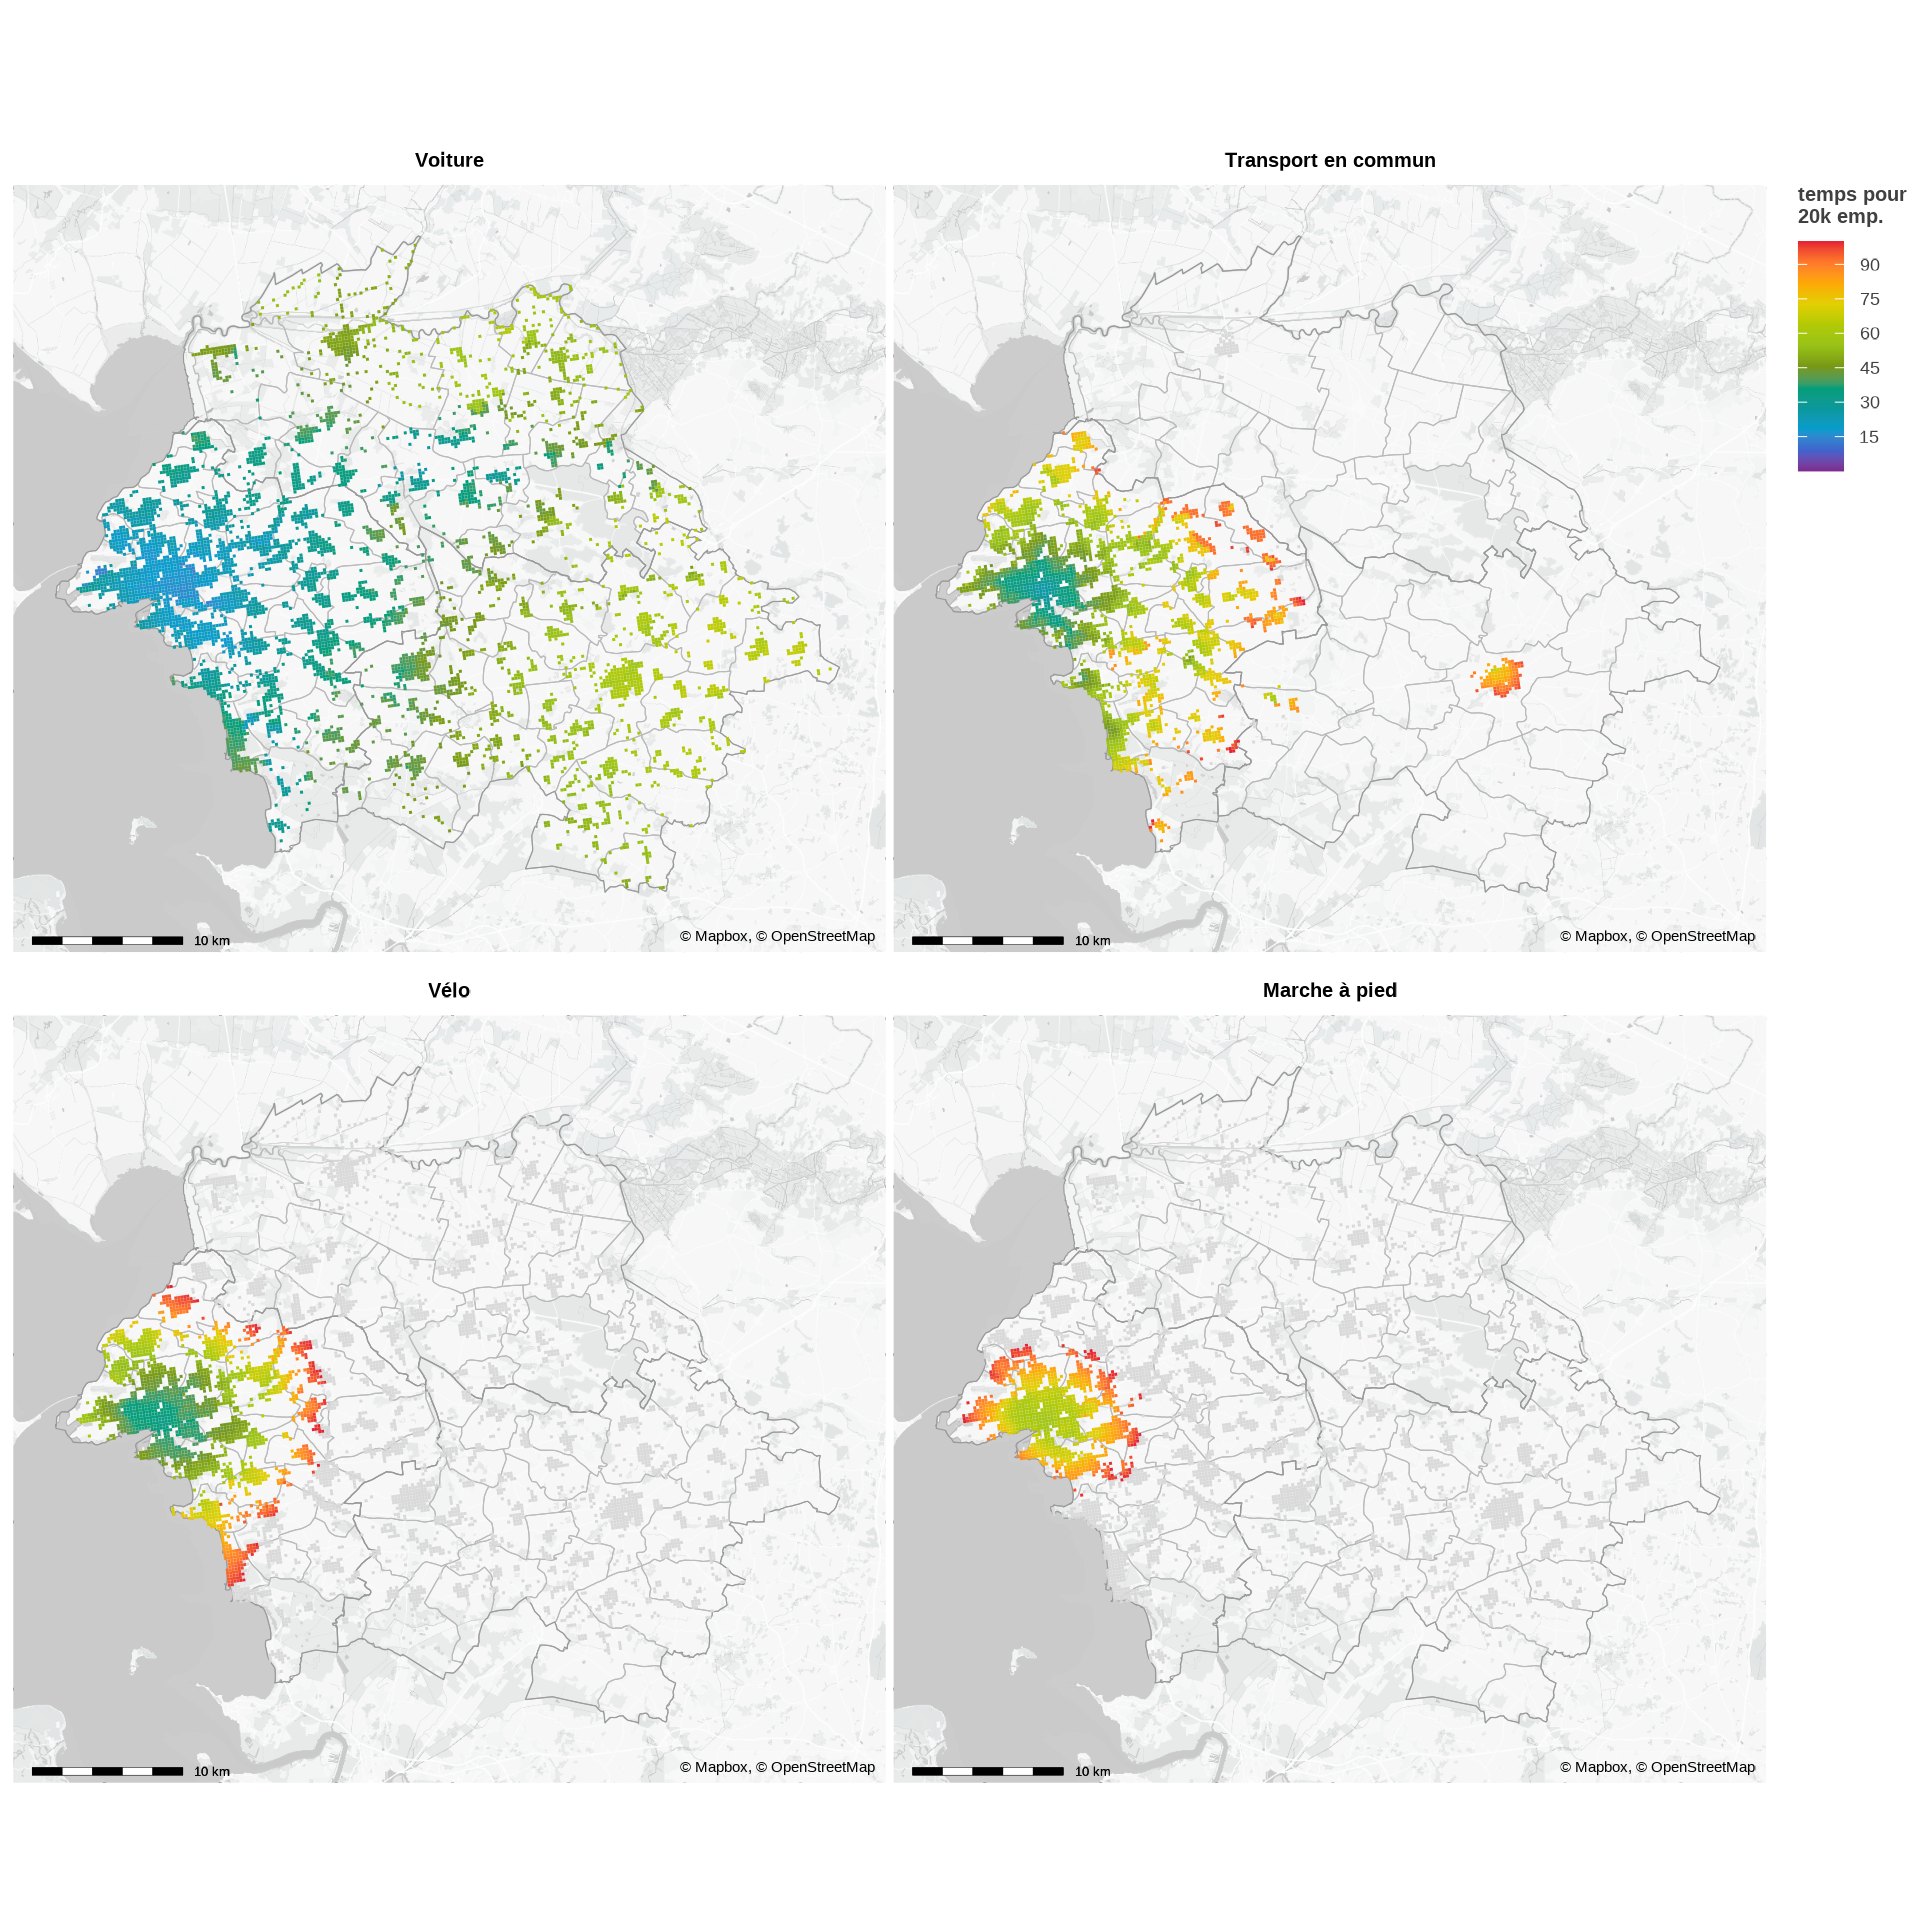 Voiture
Transport en commun
temps pour
20k emp.
90
75
60
45
30
15
10 km
© Mapbox, © OpenStreetMap
10 km
© Mapbox, © OpenStreetMap
Vélo
Marche à pied
10 km
© Mapbox, © OpenStreetMap
10 km
© Mapbox, © OpenStreetMap